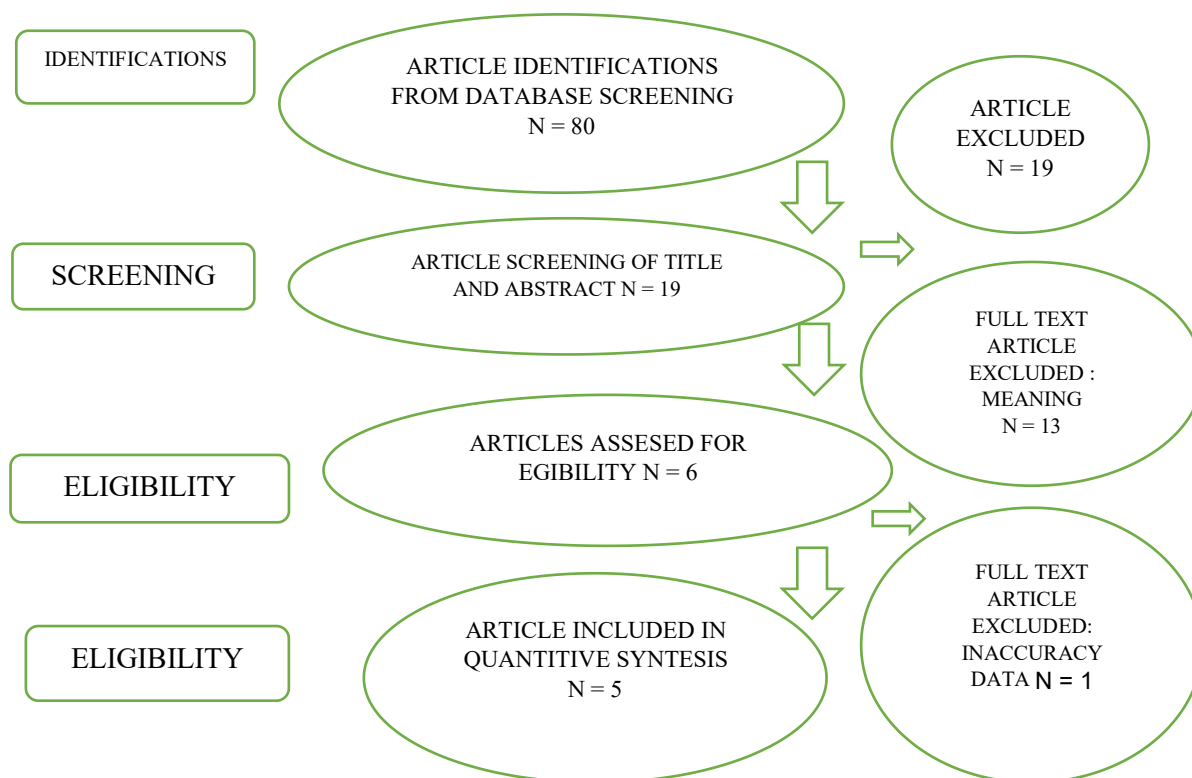 IDENTIFICATIONS
ARTICLE IDENTIFICATIONS
FROM DATABASE SCREENING
N = 80
ARTICLE
EXCLUDED
N = 19
SCREENING
ARTICLE SCREENING OF TITLE
AND ABSTRACT N = 19
FULL TEXT
ARTICLE
EXCLUDED :
MEANING
N = 13
ELIGIBILITY
ARTICLES ASSESED FOR
EGIBILITY N = 6
FULL TEXT
ARTICLE
EXCLUDED:
INACCURACY
DATA N = 1
ELIGIBILITY
ARTICLE INCLUDED IN
QUANTITIVE SYNTESIS
N = 5